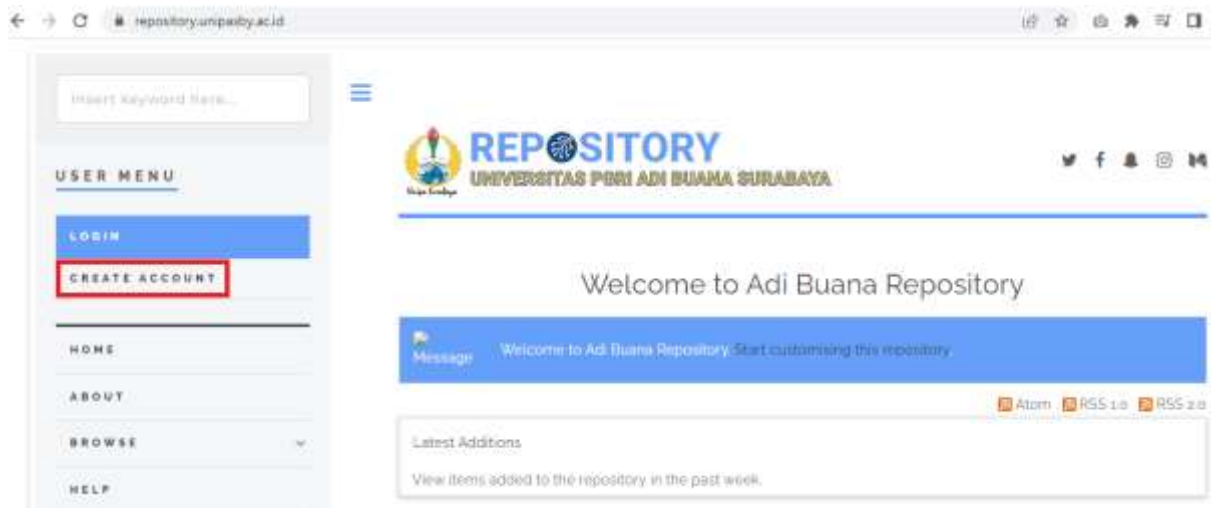 repository.unipasby.ac.id
Insert keyword here...
USER MENU
LOGIN
CREATE ACCOUNT
HOME
ABOUT
BROWSE
HELP
REPOSITORY
UNIVERSITAS PGRI ADI BUANA SURABAYA
Unipa Surabaya
Welcome to Adi Buana Repository
Message
Welcome to Adi Buana Repository. Start customising this repository.
Atom RSS 1.0 RSS 2.0
Latest Additions
View items added to the repository in the past week.